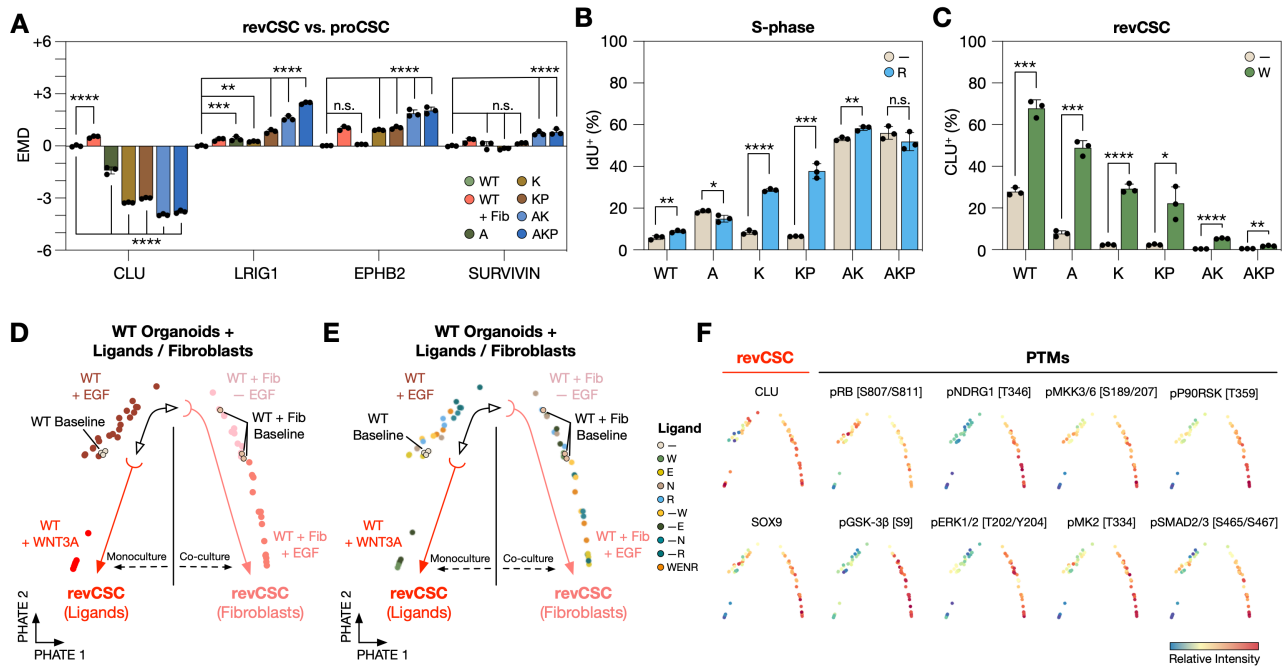 A
revCSC vs. proCSC
+6
+3
0
-3
-6
EMD
****
***
**
****
n.s.
****
n.s.
****
****
WT
WT
+ Fib
A
K
KP
AK
AKP
CLU
LRIG1
EPHB2
SURVIVIN
B
S-phase
100
80
60
40
20
0
IdU⁺ (%)
—
R
**
*
****
***
**
n.s.
WT
A
K
KP
AK
AKP
C
revCSC
100
80
60
40
20
0
CLU⁺ (%)
—
W
***
***
****
*
****
**
WT
A
K
KP
AK
AKP
D
WT Organoids +
Ligands / Fibroblasts
WT
+ EGF
WT + Fib
— EGF
WT Baseline
WT + Fib
Baseline
WT
+ WNT3A
WT + Fib
+ EGF
Monoculture
Co-culture
revCSC
(Ligands)
revCSC
(Fibroblasts)
PHATE 2
PHATE 1
E
WT Organoids +
Ligands / Fibroblasts
WT
+ EGF
WT + Fib
— EGF
WT
Baseline
WT + Fib
Baseline
WT
+ WNT3A
WT + Fib
+ EGF
Monoculture
Co-culture
revCSC
(Ligands)
revCSC
(Fibroblasts)
PHATE 2
PHATE 1
Ligand
—
W
E
N
R
—W
—E
—N
—R
WENR
F
revCSC
PTMs
CLU
pRB [S807/S811]
pNDRG1 [T346]
pMKK3/6 [S189/207]
pP90RSK [T359]
SOX9
pGSK-3β [S9]
pERK1/2 [T202/Y204]
pMK2 [T334]
pSMAD2/3 [S465/S467]
Relative Intensity